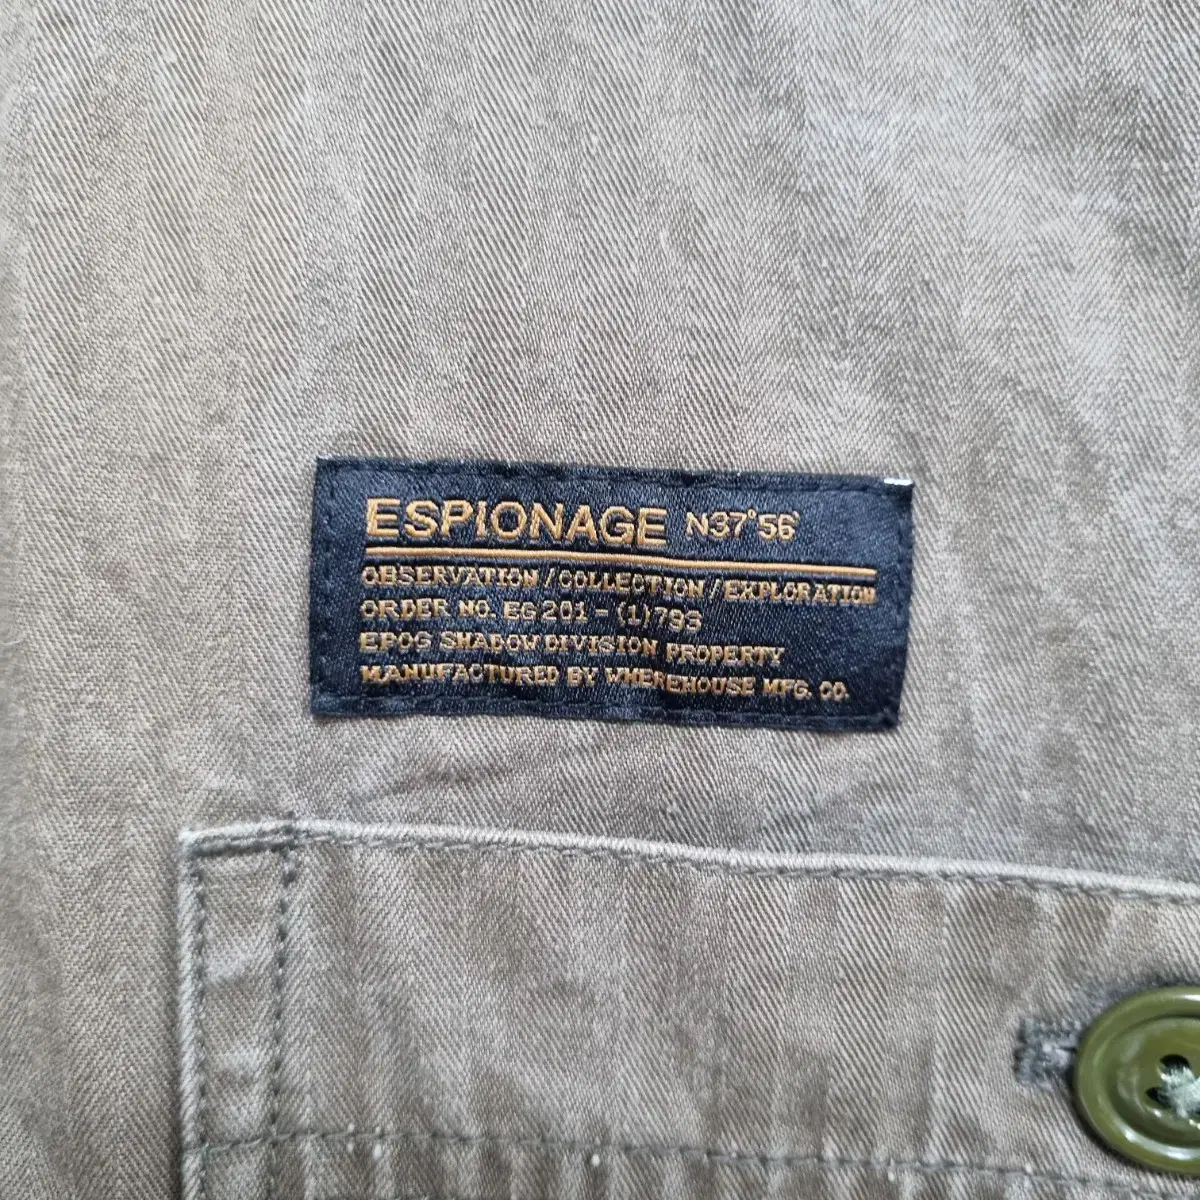 ESPIONAGE N37°56'
OBSERVATION/COLLECTION/EXPLORATION
ORDER NO. EG201-(1)793
EPOG SHADOW DIVISION PROPERTY
MANUFACTURED BY WHEREHOUSE MFG. CO.